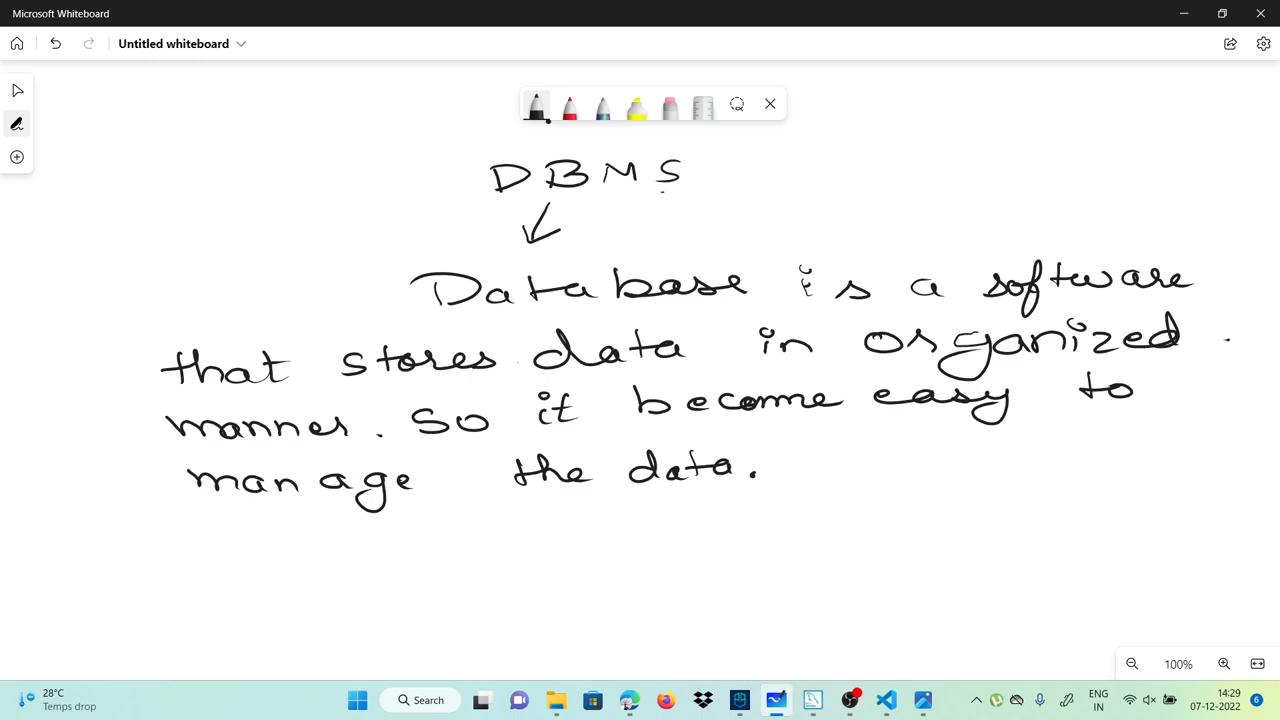 Microsoft Whiteboard
Untitled whiteboard
DBMS
Database is a software
that stores data in organized
manner. So it become easy to
manage the data.
100%
28°C
Temps drop
Search
ENG
IN
14:29
07-12-2022
6